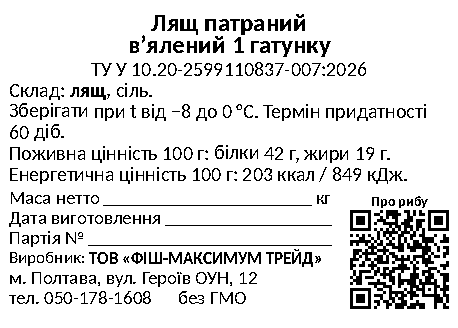 Лящ патраний
в’ялений 1 гатунку
ТУ У 10.20-2599110837-007:2026
Склад: лящ, сіль.
Зберігати при t від −8 до 0 °С. Термін придатності
60 діб.
Поживна цінність 100 г: білки 42 г, жири 19 г.
Енергетична цінність 100 г: 203 ккал / 849 кДж.
Маса нетто ______________________ кг
Дата виготовлення __________________
Партія № __________________________
Про рибу
Виробник: ТОВ «ФІШ-МАКСИМУМ ТРЕЙД»
м. Полтава, вул. Героїв ОУН, 12
тел. 050-178-1608 без ГМО